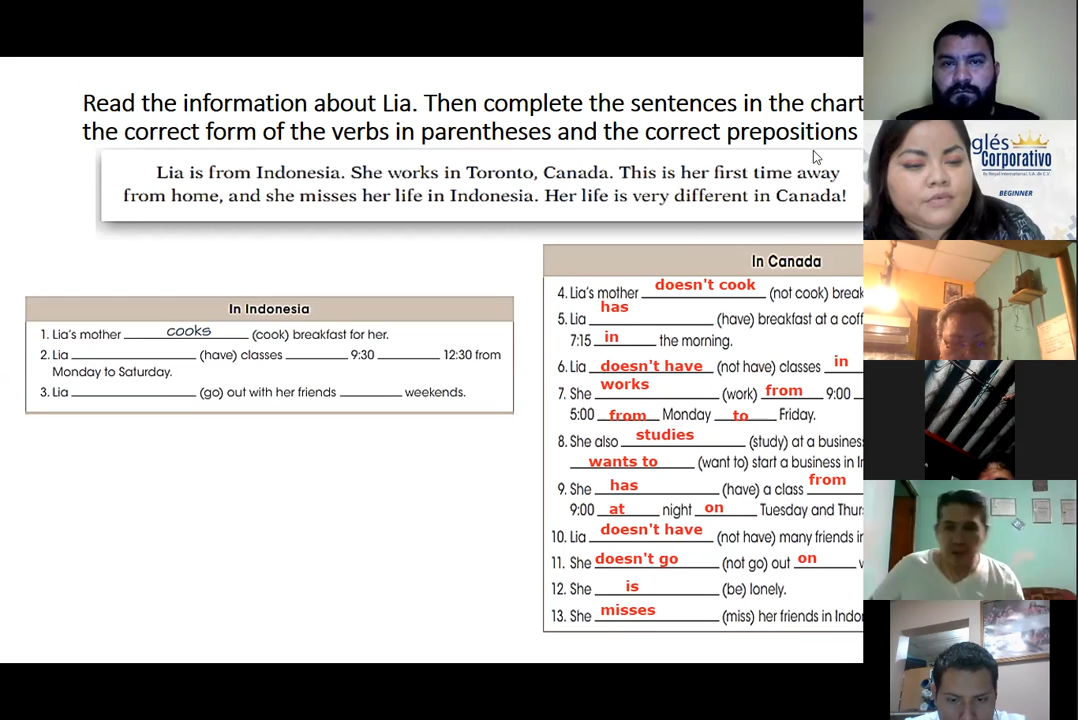 Read the information about Lia. Then complete the sentences in the chart
the correct form of the verbs in parentheses and the correct prepositions
Lia is from Indonesia. She works in Toronto, Canada. This is her first time away
from home, and she misses her life in Indonesia. Her life is very different in Canada!
In Indonesia
1. Lia's mother cooks (cook) breakfast for her.
2. Lia (have) classes 9:30 12:30 from
Monday to Saturday.
3. Lia (go) out with her friends weekends.
In Canada
4. Lia's mother doesn't cook (not cook) break
5. Lia has (have) breakfast at a coff
7:15 in the morning.
6. Lia doesn't have (not have) classes in
7. She works (work) from 9:00
5:00 from Monday to Friday.
8. She also studies (study) at a business
wants to (want to) start a business in I
9. She has (have) a class from
9:00 at night on Tuesday and Thur
10. Lia doesn't have (not have) many friends i
11. She doesn't go (not go) out on w
12. She is (be) lonely.
13. She misses (miss) her friends in Indo
glés
Corporativo
By Royal International, S.A. de C.V.
BEGINNER